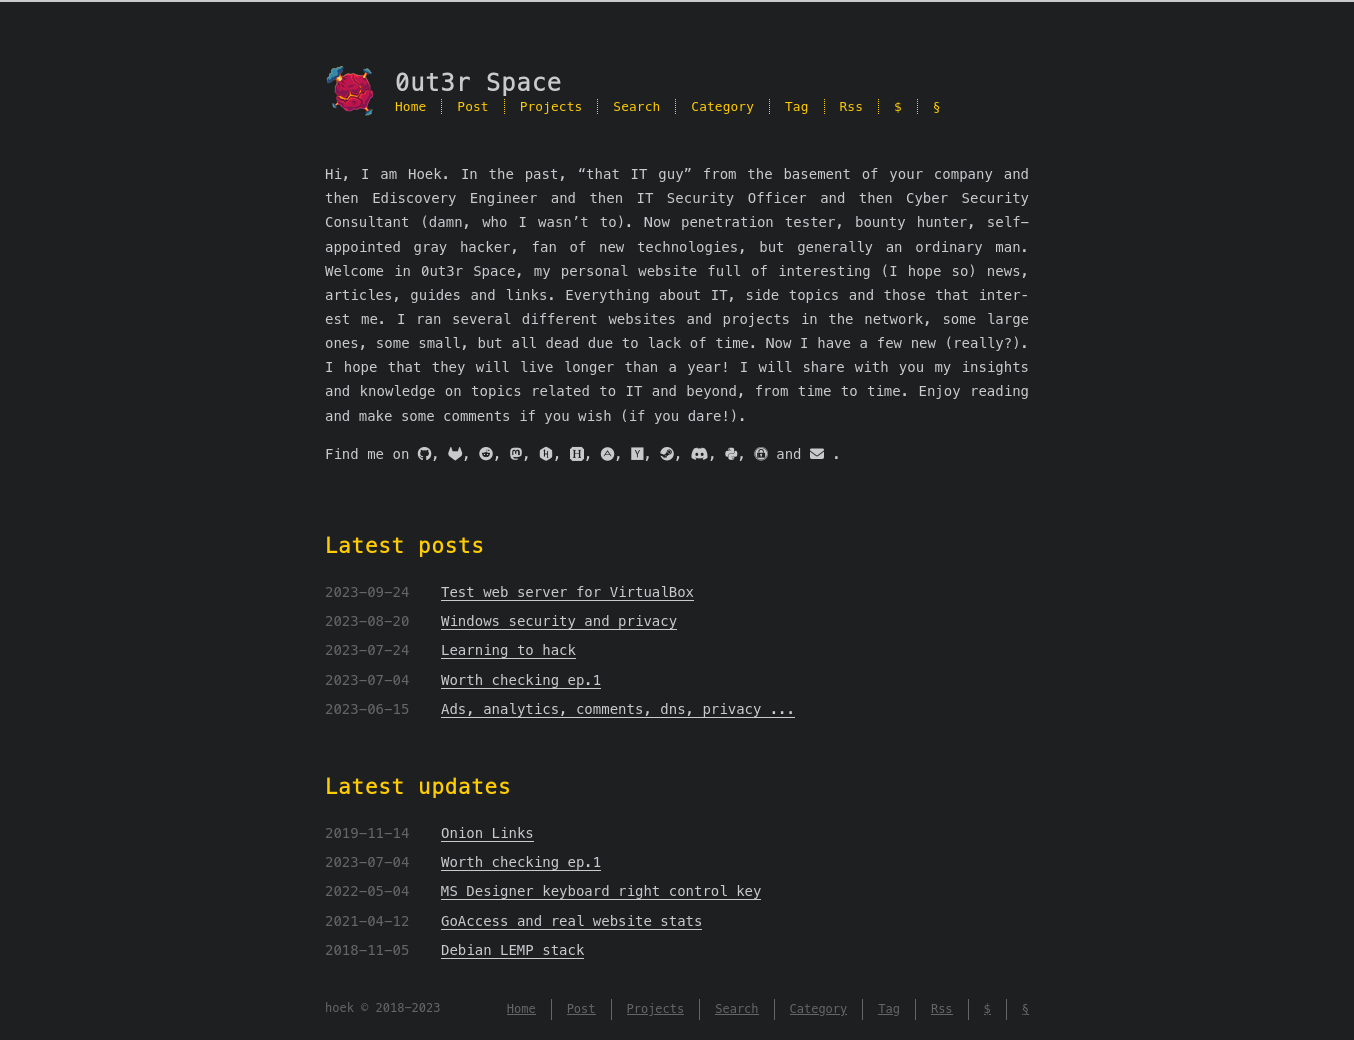 0ut3r Space
Home Post Projects Search Category Tag Rss $ §
Hi, I am Hoek. In the past, “that IT guy” from the basement of your company and
then Ediscovery Engineer and then IT Security Officer and then Cyber Security
Consultant (damn, who I wasn’t to). Now penetration tester, bounty hunter, self-
appointed gray hacker, fan of new technologies, but generally an ordinary man.
Welcome in 0ut3r Space, my personal website full of interesting (I hope so) news,
articles, guides and links. Everything about IT, side topics and those that inter-
est me. I ran several different websites and projects in the network, some large
ones, some small, but all dead due to lack of time. Now I have a few new (really?).
I hope that they will live longer than a year! I will share with you my insights
and knowledge on topics related to IT and beyond, from time to time. Enjoy reading
and make some comments if you wish (if you dare!).
Find me on , , , , , , , , , , , and .
Latest posts
2023-09-24 Test web server for VirtualBox
2023-08-20 Windows security and privacy
2023-07-24 Learning to hack
2023-07-04 Worth checking ep.1
2023-06-15 Ads, analytics, comments, dns, privacy ...
Latest updates
2019-11-14 Onion Links
2023-07-04 Worth checking ep.1
2022-05-04 MS Designer keyboard right control key
2021-04-12 GoAccess and real website stats
2018-11-05 Debian LEMP stack
hoek © 2018-2023 Home Post Projects Search Category Tag Rss $ §